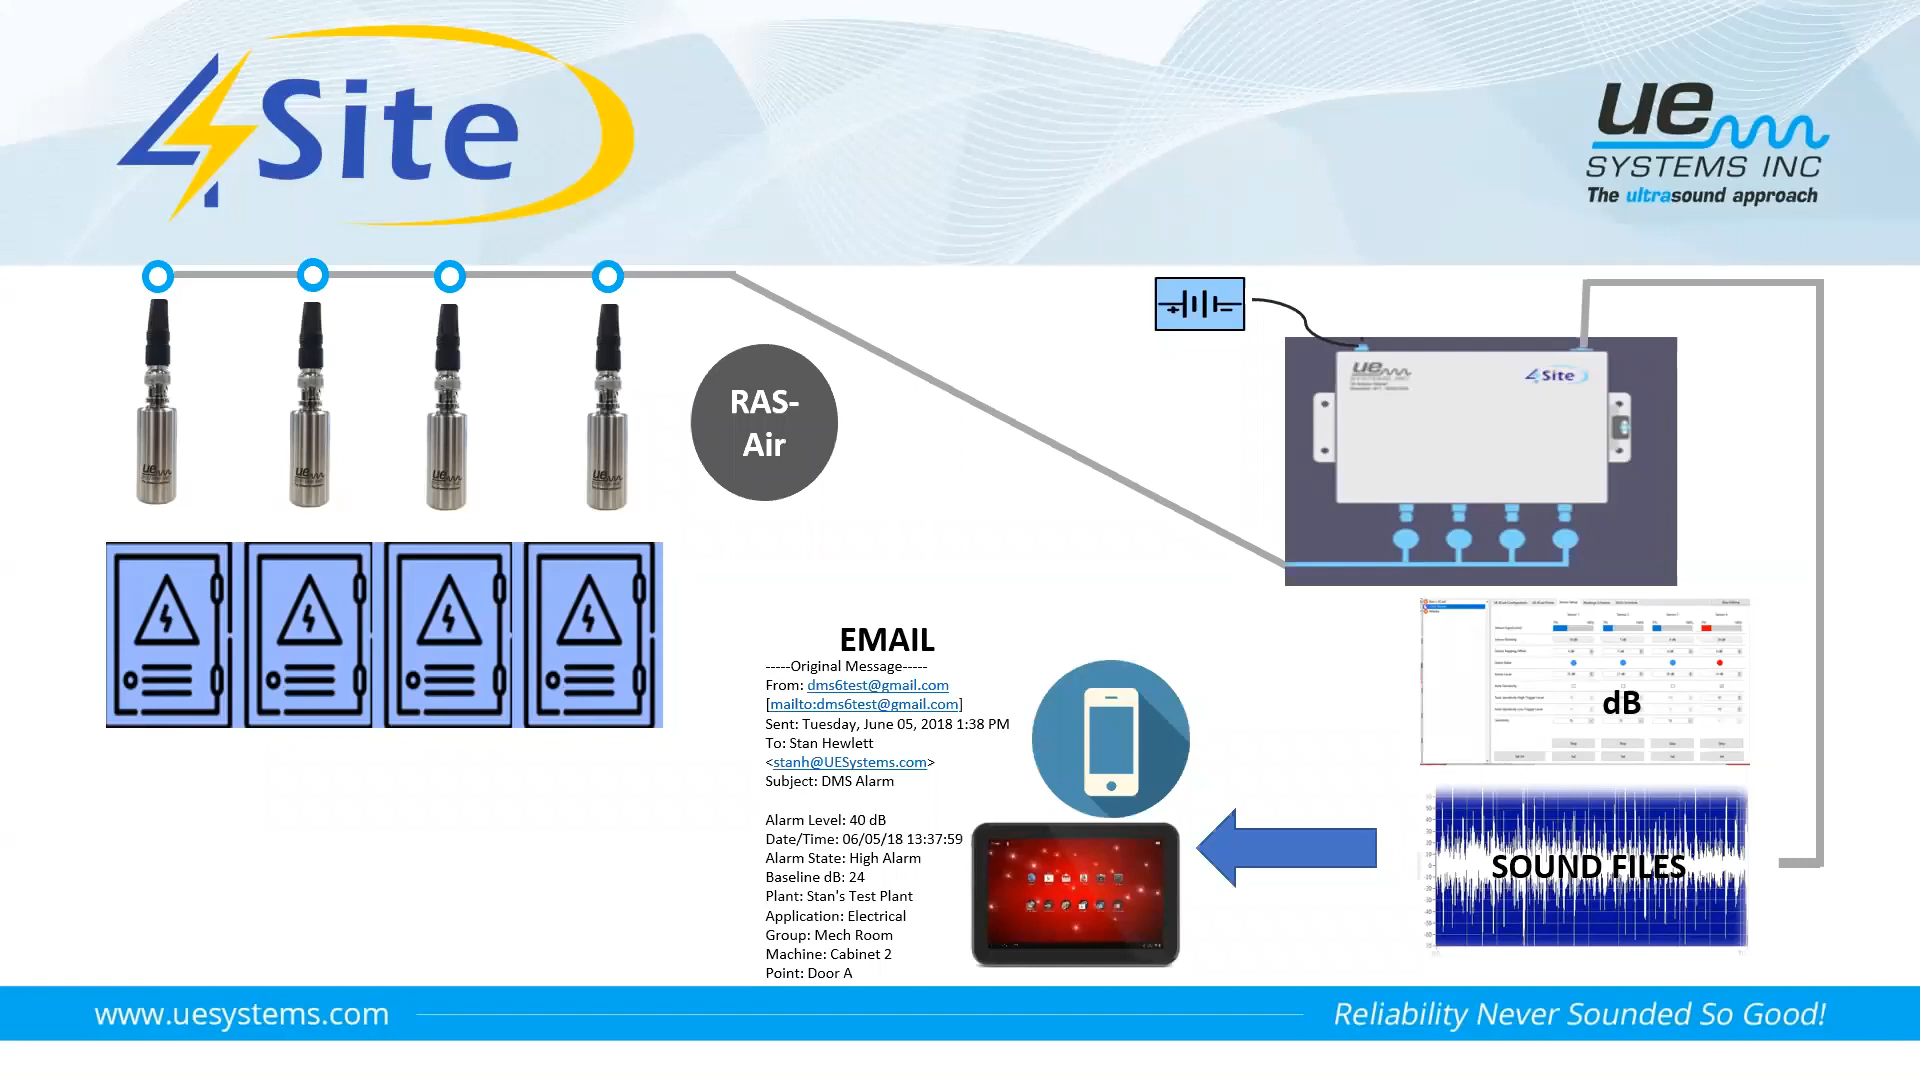 4Site
ue
SYSTEMS INC
The ultrasound approach
RAS-
Air
ue
SYSTEMS INC
4Site
EMAIL
-----Original Message-----
From: dms6test@gmail.com
[mailto:dms6test@gmail.com]
Sent: Tuesday, June 05, 2018 1:38 PM
To: Stan Hewlett
<stanh@UESystems.com>
Subject: DMS Alarm
Alarm Level: 40 dB
Date/Time: 06/05/18 13:37:59
Alarm State: High Alarm
Baseline dB: 24
Plant: Stan's Test Plant
Application: Electrical
Group: Mech Room
Machine: Cabinet 2
Point: Door A
dB
SOUND FILES
www.uesystems.com
Reliability Never Sounded So Good!